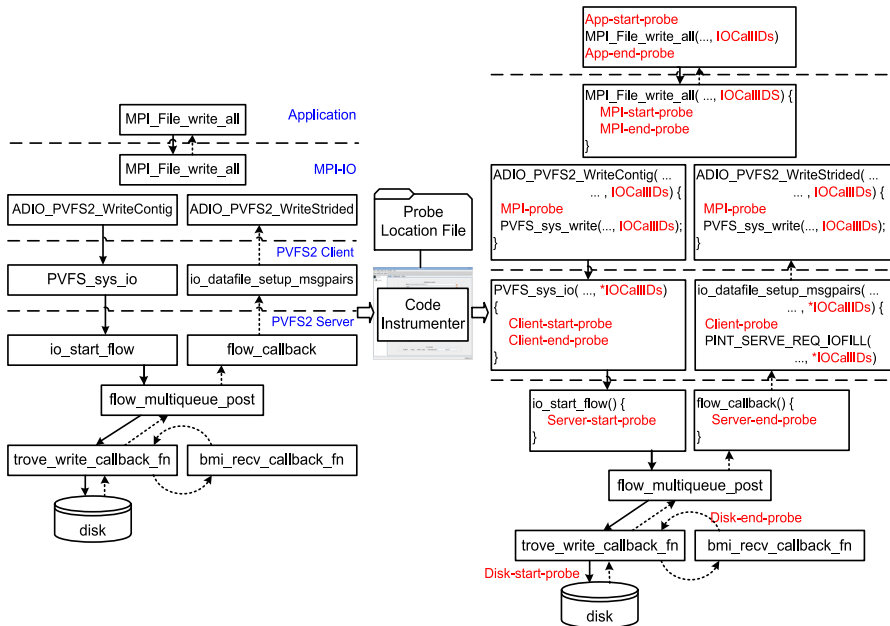 MPI_File_write_all
Application
MPI_File_write_all
MPI-IO
ADIO_PVFS2_WriteContig
ADIO_PVFS2_WriteStrided
PVFS2 Client
PVFS_sys_io
io_datafile_setup_msgpairs
PVFS2 Server
io_start_flow
flow_callback
flow_multiqueue_post
trove_write_callback_fn
bmi_recv_callback_fn
disk
Probe
Location File
Code
Instrumenter
App-start-probe
MPI_File_write_all(..., IOCallIDs)
App-end-probe
MPI_File_write_all( ..., IOCallIDS) {
MPI-start-probe
MPI-end-probe
}
ADIO_PVFS2_WriteContig( ...
... , IOCallIDs) {
MPI-probe
PVFS_sys_write(..., IOCallIDs);
}
ADIO_PVFS2_WriteStrided( ...
... , IOCallIDs) {
MPI-probe
PVFS_sys_write(..., IOCallIDs);
}
PVFS_sys_io( ..., *IOCallIDs)
{
Client-start-probe
Client-end-probe
}
io_datafile_setup_msgpairs( ...
... , *IOCallIDs) {
Client-probe
PINT_SERVE_REQ_IOFILL(
..., *IOCallIDs)
io_start_flow() {
Server-start-probe
}
flow_callback() {
Server-end-probe
}
flow_multiqueue_post
Disk-end-probe
trove_write_callback_fn
bmi_recv_callback_fn
Disk-start-probe
disk